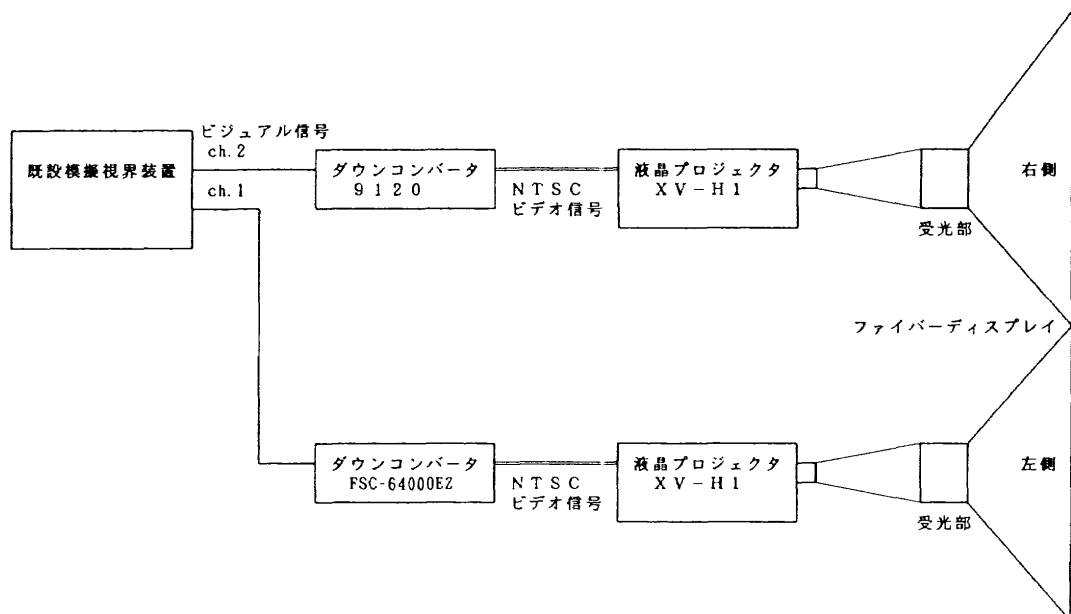 ビジュアル信号
既設模擬視界装置
ch.2
ch.1
ダウンコンバータ
9120
NTSC
ビデオ信号
液晶プロジェクタ
XV-H1
受光部
右側
ファイバーディスプレイ
ダウンコンバータ
FSC-64000EZ
NTSC
ビデオ信号
液晶プロジェクタ
XV-H1
受光部
左側